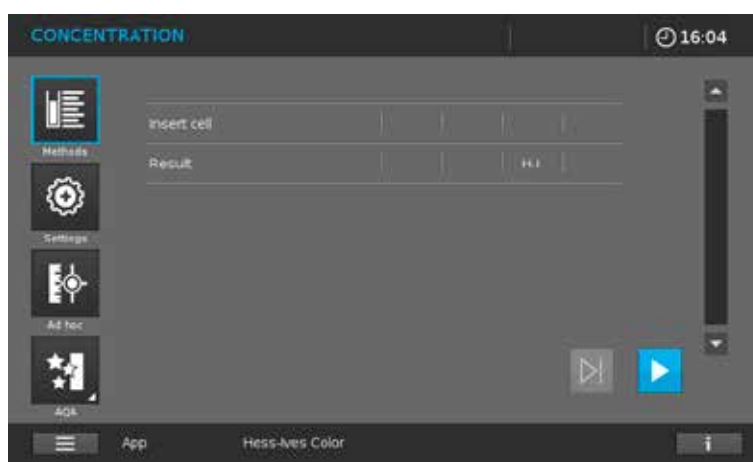 CONCENTRATION 16:04
Methods
Settings
Ad hoc
AQA
Insert cell
Result H-I
App Hess-Ives Color i